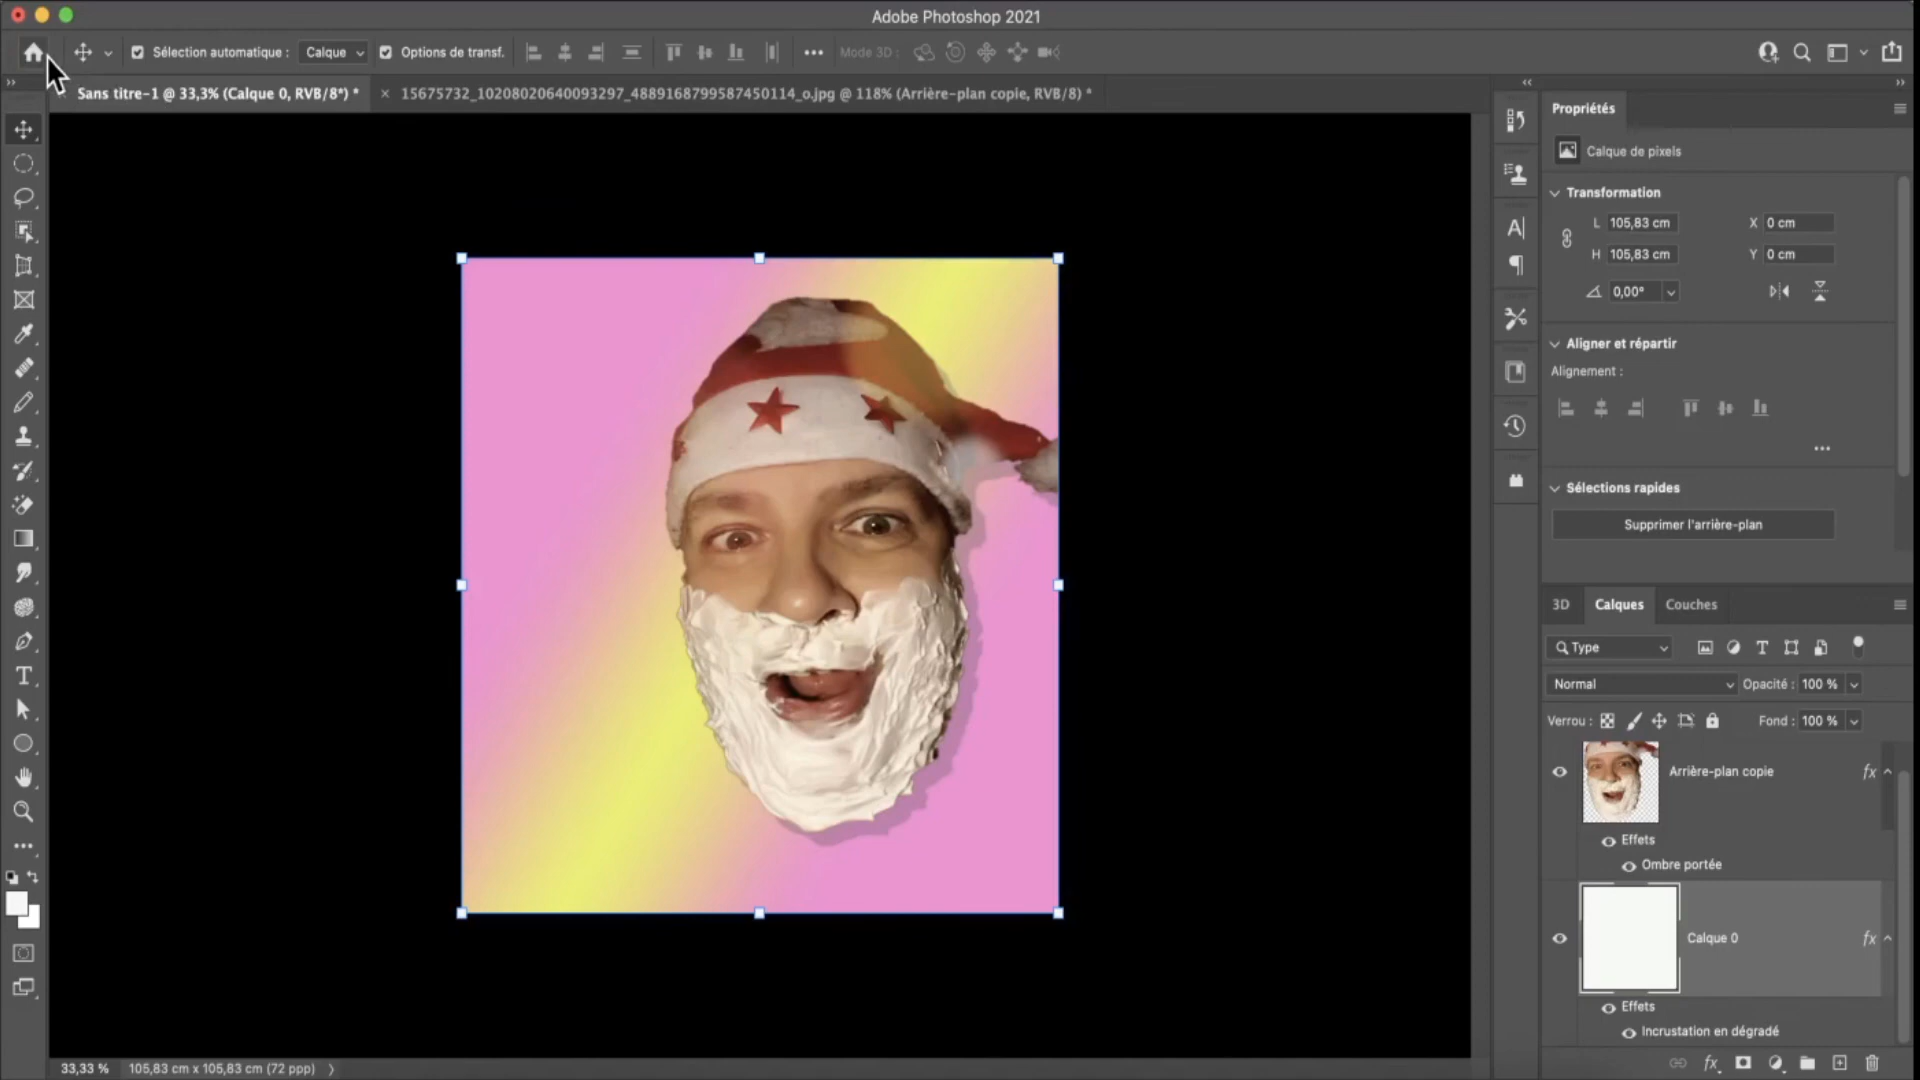 Adobe Photoshop 2021
Sélection automatique : Calque Options de transf. Mode 3D :
Sans titre-1 @ 33,3% (Calque 0, RVB/8*) * × 15675732_10208020640093297_4889168799587450114_o.jpg @ 118% (Arrière-plan copie, RVB/8) *
Propriétés
Calque de pixels
Transformation
L 105,83 cm X 0 cm
H 105,83 cm Y 0 cm
0,00°
Aligner et répartir
Alignement :
Sélections rapides
Supprimer l'arrière-plan
3D Calques Couches
Type
Normal Opacité : 100 %
Verrou : Fond : 100 %
Arrière-plan copie fx
Effets
Ombre portée
Calque 0 fx
Effets
Incrustation en dégradé
fx
33,33 % 105,83 cm x 105,83 cm (72 ppp)